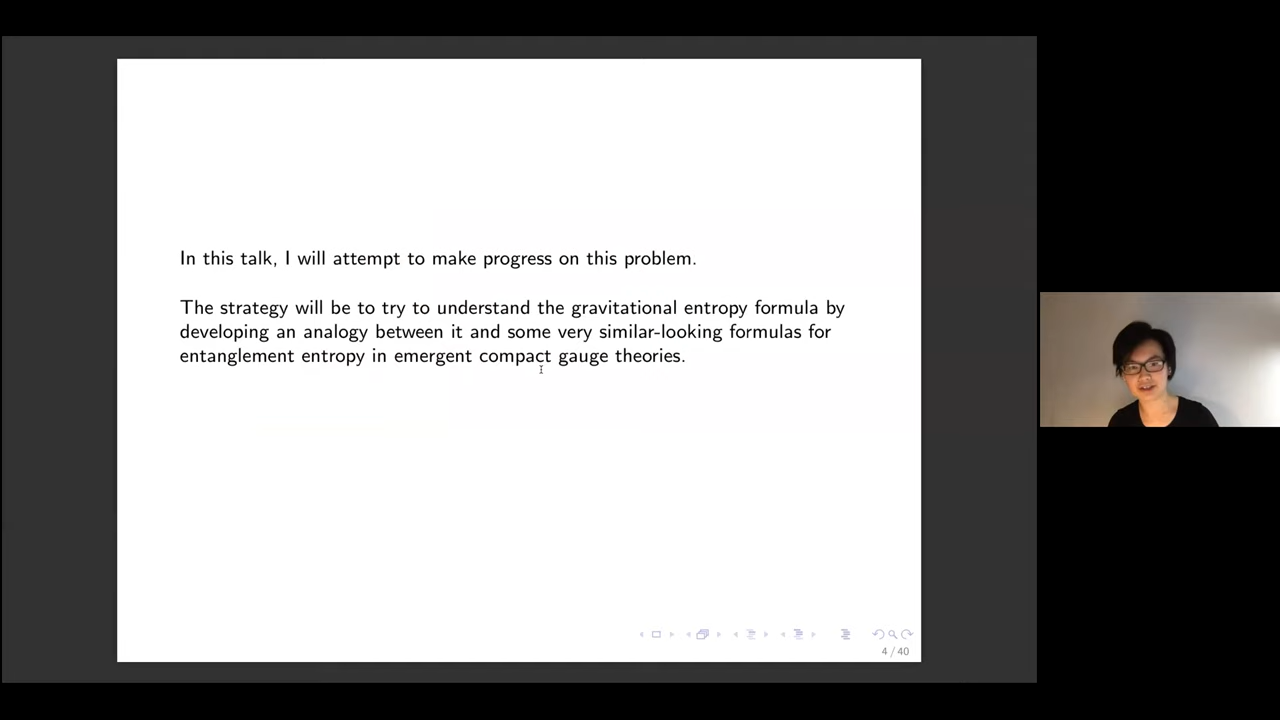 In this talk, I will attempt to make progress on this problem.
The strategy will be to try to understand the gravitational entropy formula by
developing an analogy between it and some very similar-looking formulas for
entanglement entropy in emergent compact gauge theories.
4 / 40